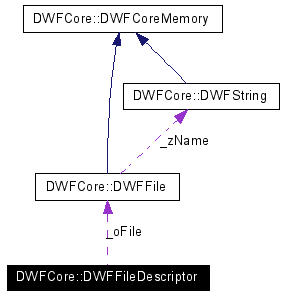 DWFCore::DWFCoreMemory
DWFCore::DWFString
_zName
DWFCore::DWFFile
_oFile
DWFCore::DWFFileDescriptor